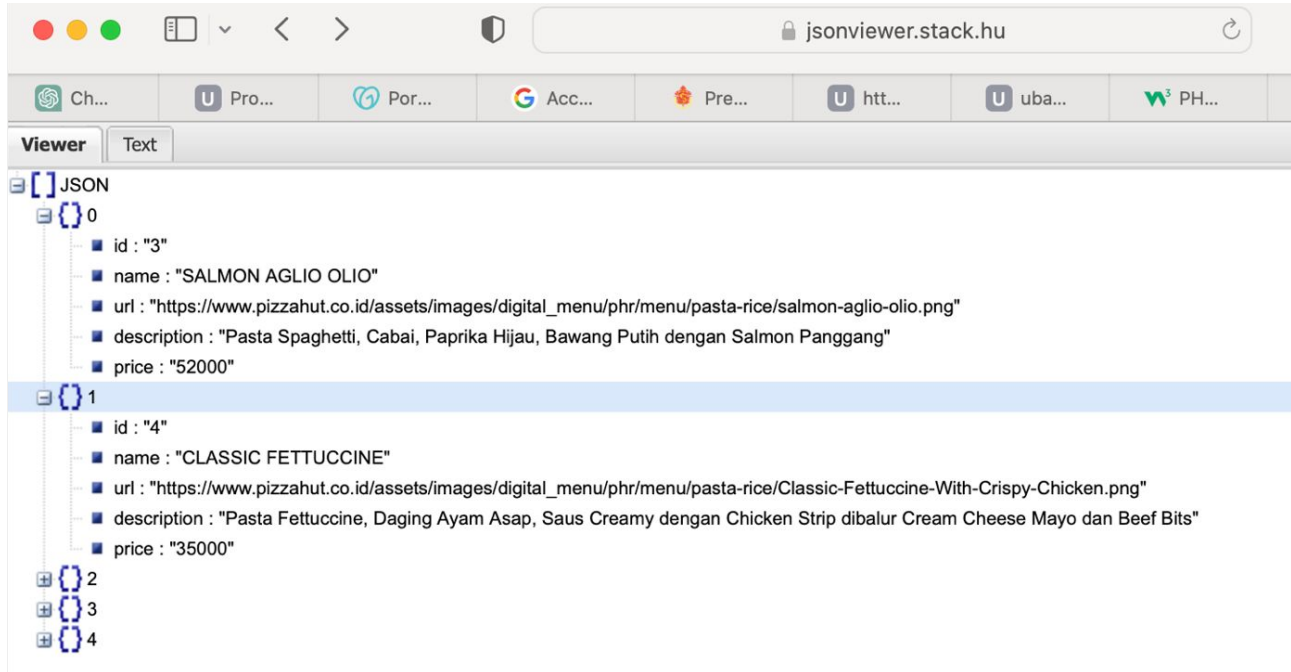 jsonviewer.stack.hu
Ch... U Pro... Por... G Acc... Pre... U htt... U uba... W3 PH...
Viewer Text
[ ] JSON
{ } 0
id : "3"
name : "SALMON AGLIO OLIO"
url : "https://www.pizzahut.co.id/assets/images/digital_menu/phr/menu/pasta-rice/salmon-aglio-olio.png"
description : "Pasta Spaghetti, Cabai, Paprika Hijau, Bawang Putih dengan Salmon Panggang"
price : "52000"
{ } 1
id : "4"
name : "CLASSIC FETTUCCINE"
url : "https://www.pizzahut.co.id/assets/images/digital_menu/phr/menu/pasta-rice/Classic-Fettuccine-With-Crispy-Chicken.png"
description : "Pasta Fettuccine, Daging Ayam Asap, Saus Creamy dengan Chicken Strip dibalur Cream Cheese Mayo dan Beef Bits"
price : "35000"
{ } 2
{ } 3
{ } 4